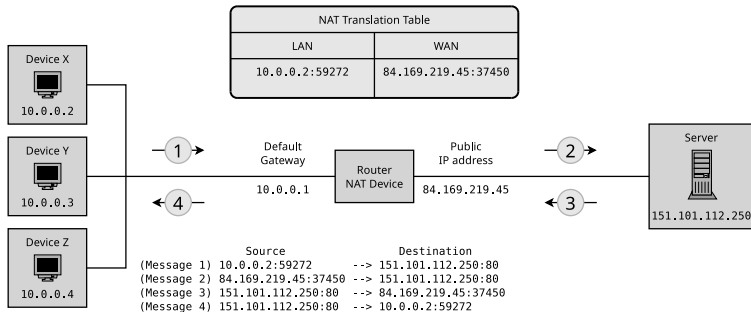 NAT Translation Table
LAN WAN
10.0.0.2:59272 84.169.219.45:37450
Device X
10.0.0.2
Device Y
10.0.0.3
Device Z
10.0.0.4
1
4
Default
Gateway
10.0.0.1
Router
NAT Device
Public
IP address
84.169.219.45
2
3
Server
151.101.112.250
Source Destination
(Message 1) 10.0.0.2:59272 --> 151.101.112.250:80
(Message 2) 84.169.219.45:37450 --> 151.101.112.250:80
(Message 3) 151.101.112.250:80 --> 84.169.219.45:37450
(Message 4) 151.101.112.250:80 --> 10.0.0.2:59272